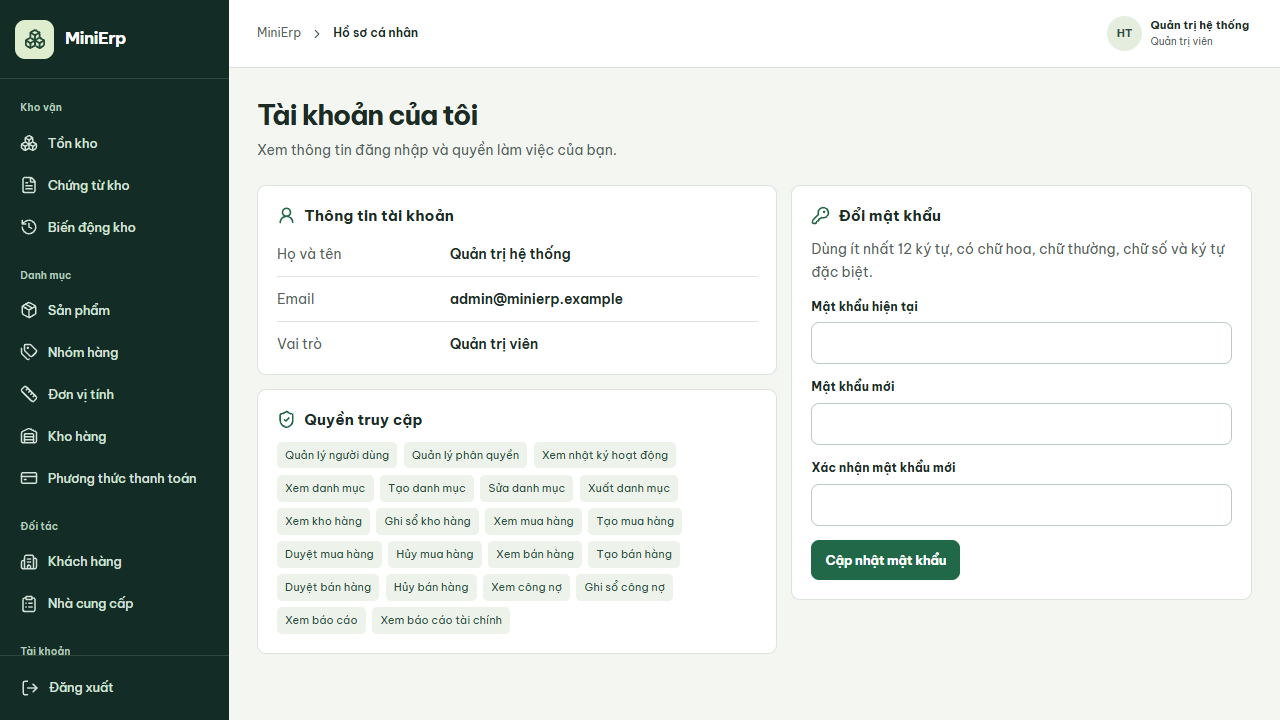 MiniErp
Kho vận
Tồn kho
Chứng từ kho
Biến động kho
Danh mục
Sản phẩm
Nhóm hàng
Đơn vị tính
Kho hàng
Phương thức thanh toán
Đối tác
Khách hàng
Nhà cung cấp
Tài khoản
Đăng xuất
MiniErp > Hồ sơ cá nhân
HT
Quản trị hệ thống
Quản trị viên
Tài khoản của tôi
Xem thông tin đăng nhập và quyền làm việc của bạn.
Thông tin tài khoản
Họ và tên Quản trị hệ thống
Email admin@minierp.example
Vai trò Quản trị viên
Quyền truy cập
Quản lý người dùng Quản lý phân quyền Xem nhật ký hoạt động
Xem danh mục Tạo danh mục Sửa danh mục Xuất danh mục
Xem kho hàng Ghi sổ kho hàng Xem mua hàng Tạo mua hàng
Duyệt mua hàng Hủy mua hàng Xem bán hàng Tạo bán hàng
Duyệt bán hàng Hủy bán hàng Xem công nợ Ghi sổ công nợ
Xem báo cáo Xem báo cáo tài chính
Đổi mật khẩu
Dùng ít nhất 12 ký tự, có chữ hoa, chữ thường, chữ số và ký tự
đặc biệt.
Mật khẩu hiện tại
Mật khẩu mới
Xác nhận mật khẩu mới
Cập nhật mật khẩu